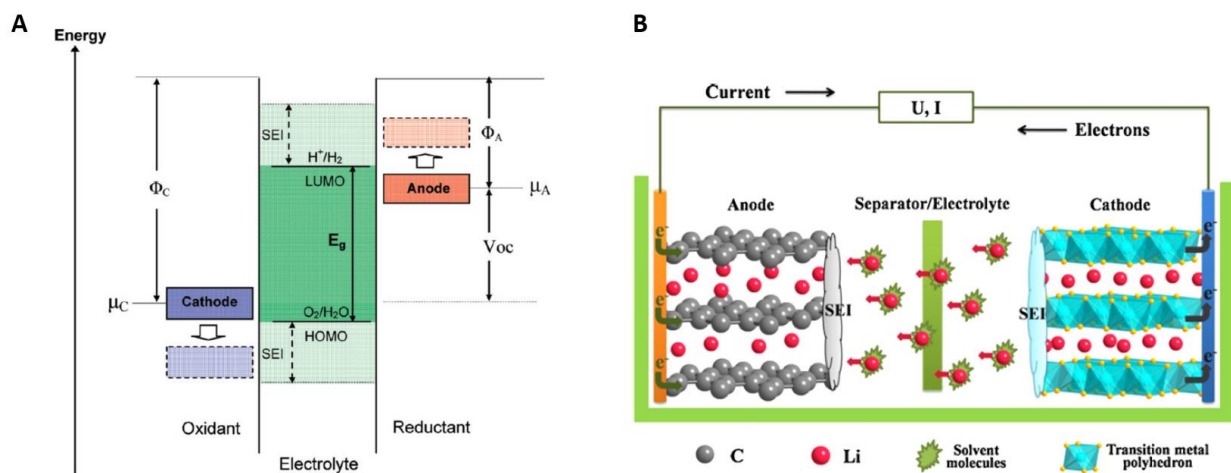 A
Energy
ΦC
μC
Cathode
Oxidant
SEI
H⁺/H₂
LUMO
Eg
O₂/H₂O
HOMO
SEI
Electrolyte
ΦA
Anode
μA
Voc
Reductant
B
Current
U, I
Electrons
Anode
Separator/Electrolyte
Cathode
e⁻
e⁻
e⁻
SEI
SEI
e⁻
e⁻
e⁻
C
Li
Solvent
molecules
Transition metal
polyhedron